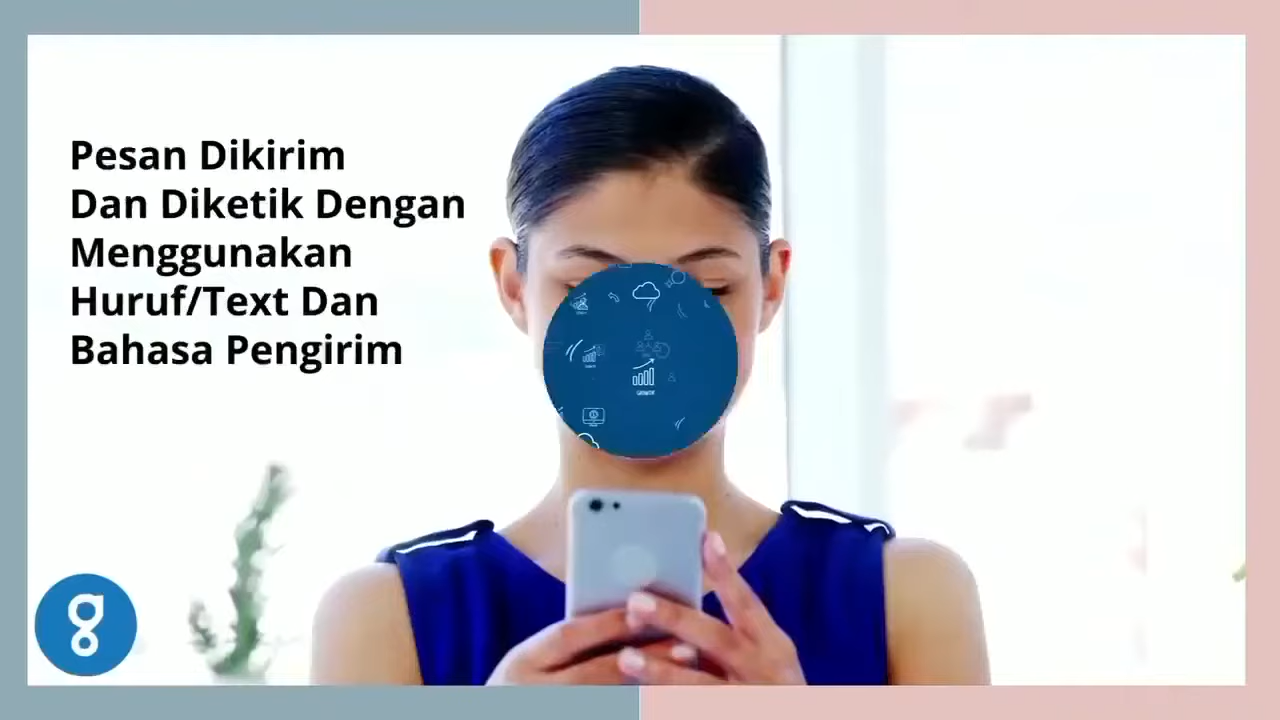 Pesan Dikirim
Dan Diketik Dengan
Menggunakan
Huruf/Text Dan
Bahasa Pengirim